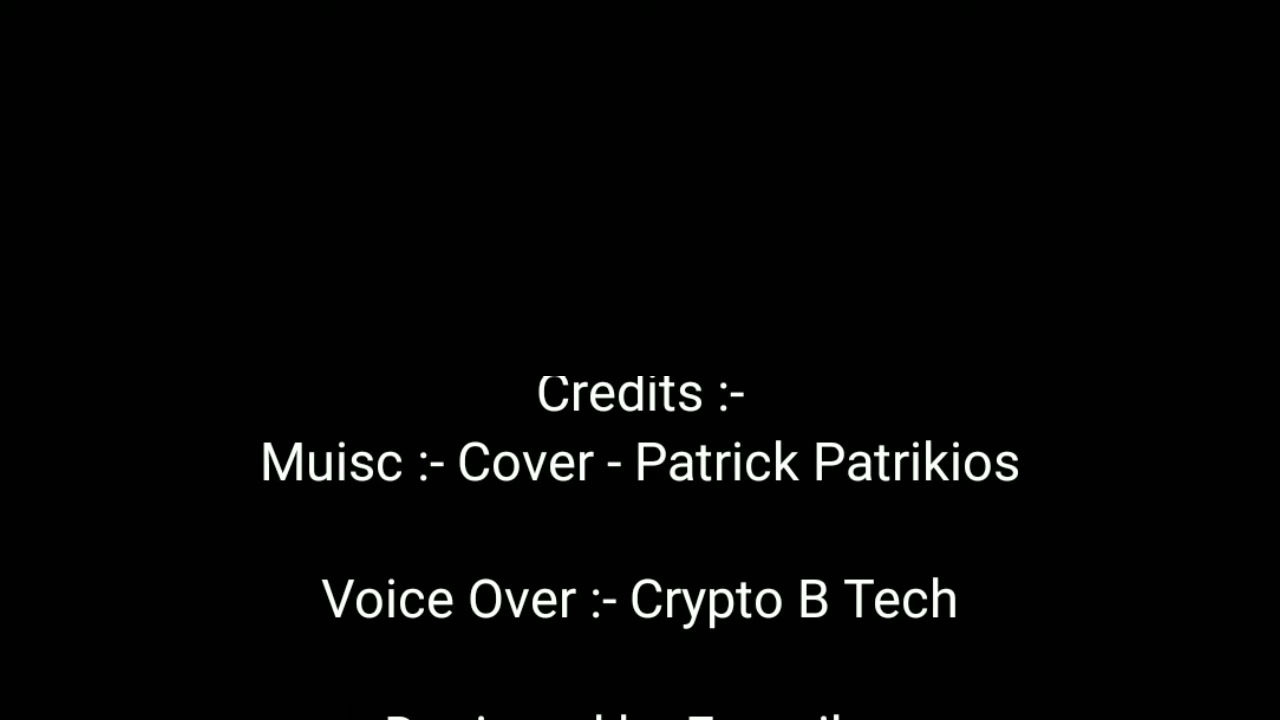 Credits :-
Muisc :- Cover - Patrick Patrikios
Voice Over :- Crypto B Tech